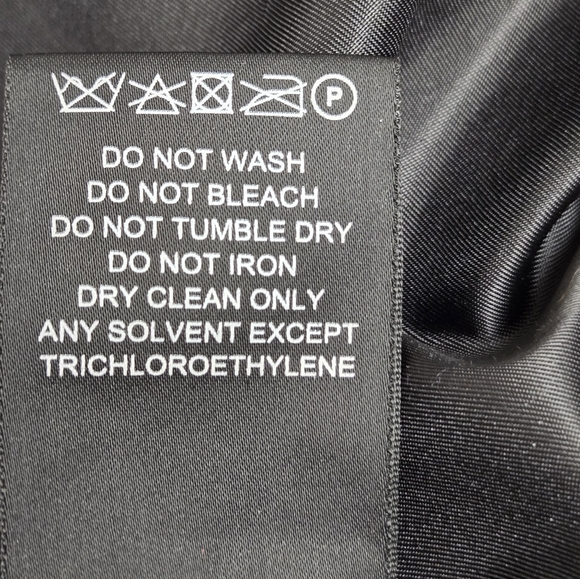 P
DO NOT WASH
DO NOT BLEACH
DO NOT TUMBLE DRY
DO NOT IRON
DRY CLEAN ONLY
ANY SOLVENT EXCEPT
TRICHLOROETHYLENE